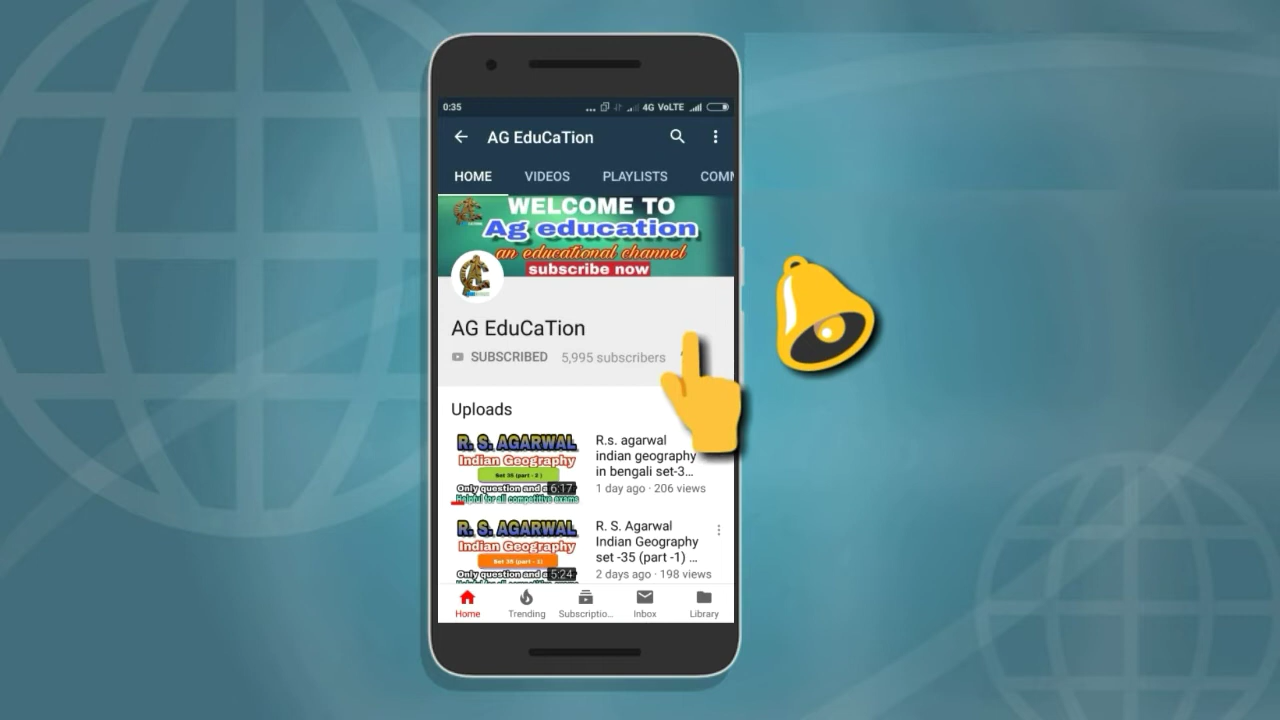 0:35
4G VoLTE
AG EduCaTion
HOME VIDEOS PLAYLISTS COMM
WELCOME TO
Ag education
an educational channel
subscribe now
AG EduCaTion
SUBSCRIBED 5,995 subscribers
Uploads
R. S. AGARWAL
Indian Geography
Set 35 (part - 2)
Only question and a
6:17
Helpful for all competitive exams
R.s. agarwal
indian geography
in bengali set-3...
1 day ago · 206 views
R. S. AGARWAL
Indian Geography
Set 35 (part - 1)
Only question and a
5:24
R. S. Agarwal
Indian Geography
set -35 (part -1) ...
2 days ago · 198 views
Home Trending Subscriptio... Inbox Library